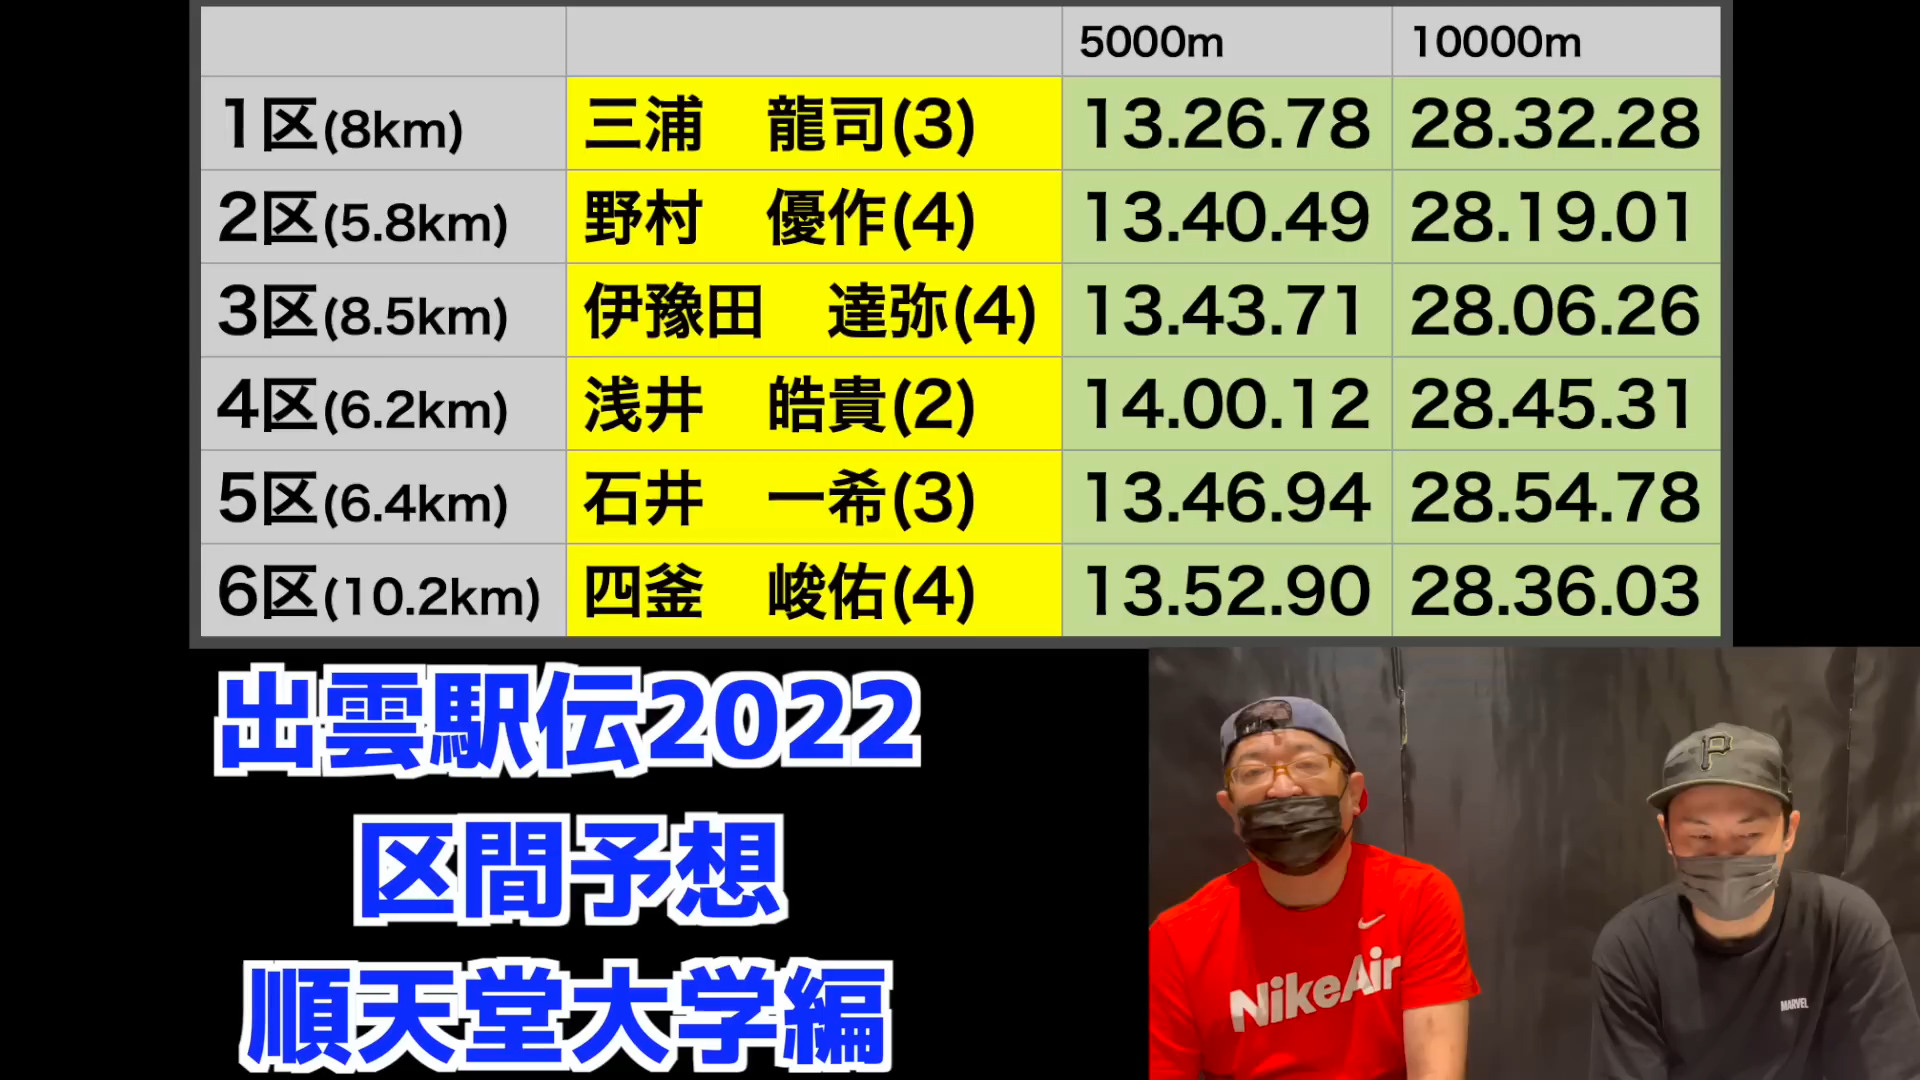 5000m 10000m
1区(8km) 三浦　龍司(3) 13.26.78 28.32.28
2区(5.8km) 野村　優作(4) 13.40.49 28.19.01
3区(8.5km) 伊豫田　達弥(4) 13.43.71 28.06.26
4区(6.2km) 浅井　皓貴(2) 14.00.12 28.45.31
5区(6.4km) 石井　一希(3) 13.46.94 28.54.78
6区(10.2km) 四釜　峻佑(4) 13.52.90 28.36.03
出雲駅伝2022
区間予想
順天堂大学編
P
NikeAir
MARVEL